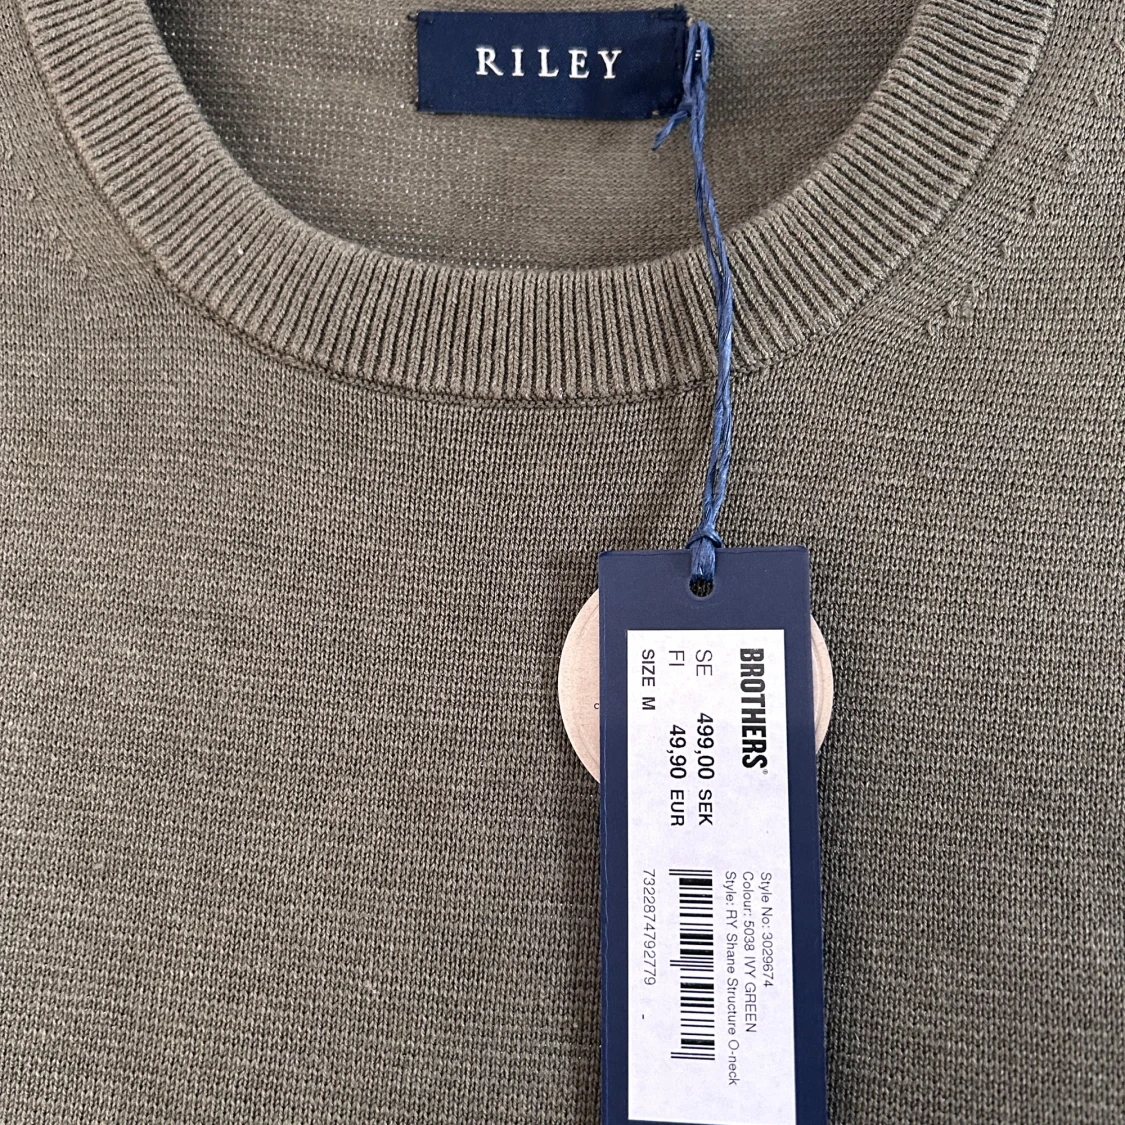 RILEY
BROTHERS®
SE 499,00 SEK
FI 49,90 EUR
SIZE M
Style No: 3029674
Colour: 5038 IVY GREEN
Style: RY Shane Structure O-neck
7322874792779 -